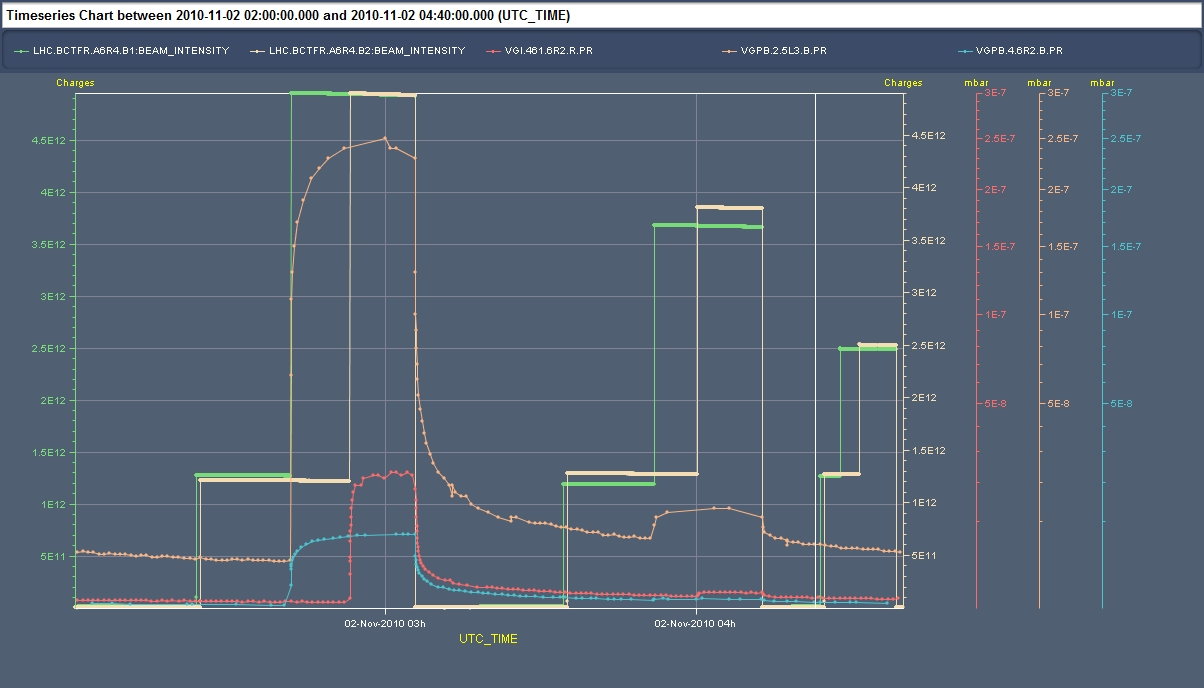 Timeseries Chart between 2010-11-02 02:00:00.000 and 2010-11-02 04:40:00.000 (UTC_TIME)
LHC.BCTFR.A6R4.B1:BEAM_INTENSITY LHC.BCTFR.A6R4.B2:BEAM_INTENSITY VGI.461.6R2.R.PR VGPB.2.5L3.B.PR VGPB.4.6R2.B.PR
Charges Charges mbar mbar mbar
3E-7 3E-7 3E-7
4.5E12 4.5E12 2.5E-7 2.5E-7 2.5E-7
4E12 4E12 2E-7 2E-7 2E-7
3.5E12 3.5E12 1.5E-7 1.5E-7 1.5E-7
3E12 3E12 1E-7 1E-7 1E-7
2.5E12 2.5E12
2E12 2E12 5E-8 5E-8 5E-8
1.5E12 1.5E12
1E12 1E12
5E11 5E11
02-Nov-2010 03h 02-Nov-2010 04h
UTC_TIME